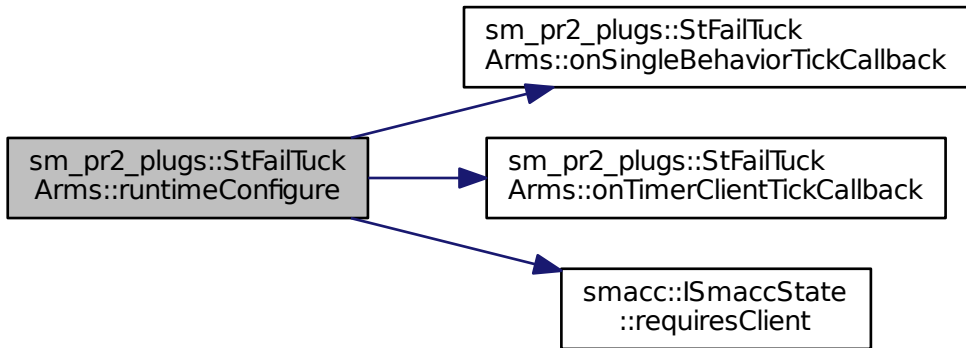 sm_pr2_plugs::StFailTuck
Arms::runtimeConfigure
sm_pr2_plugs::StFailTuck
Arms::onSingleBehaviorTickCallback
sm_pr2_plugs::StFailTuck
Arms::onTimerClientTickCallback
smacc::ISmaccState
::requiresClient